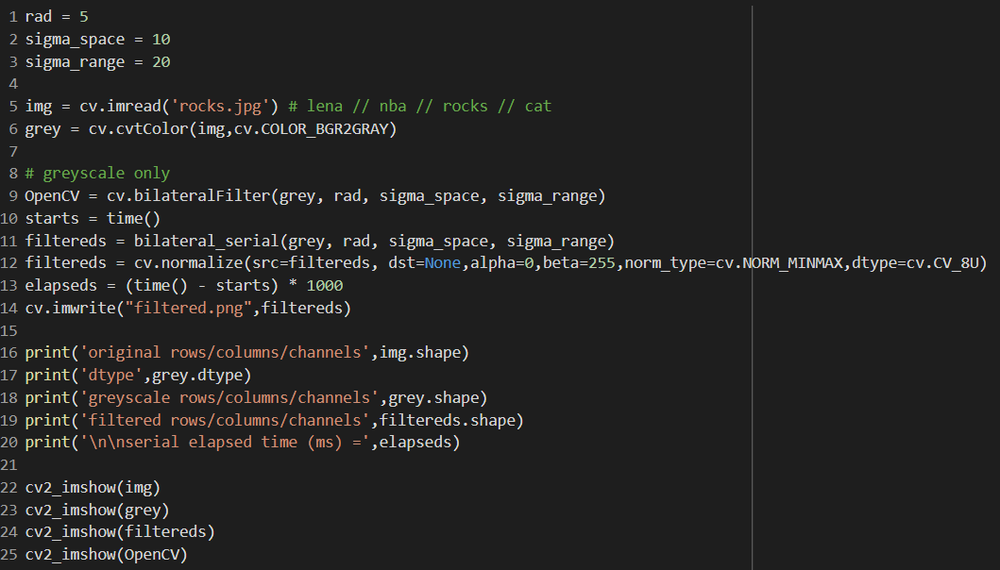 1 rad = 5
2 sigma_space = 10
3 sigma_range = 20
4
5 img = cv.imread('rocks.jpg') # lena // nba // rocks // cat
6 grey = cv.cvtColor(img,cv.COLOR_BGR2GRAY)
7
8 # greyscale only
9 OpenCV = cv.bilateralFilter(grey, rad, sigma_space, sigma_range)
10 starts = time()
11 filtereds = bilateral_serial(grey, rad, sigma_space, sigma_range)
12 filtereds = cv.normalize(src=filtereds, dst=None,alpha=0,beta=255,norm_type=cv.NORM_MINMAX,dtype=cv.CV_8U)
13 elapseds = (time() - starts) * 1000
14 cv.imwrite("filtered.png",filtereds)
15
16 print('original rows/columns/channels',img.shape)
17 print('dtype',grey.dtype)
18 print('greyscale rows/columns/channels',grey.shape)
19 print('filtered rows/columns/channels',filtereds.shape)
20 print('\n\nserial elapsed time (ms) =',elapseds)
21
22 cv2_imshow(img)
23 cv2_imshow(grey)
24 cv2_imshow(filtereds)
25 cv2_imshow(OpenCV)